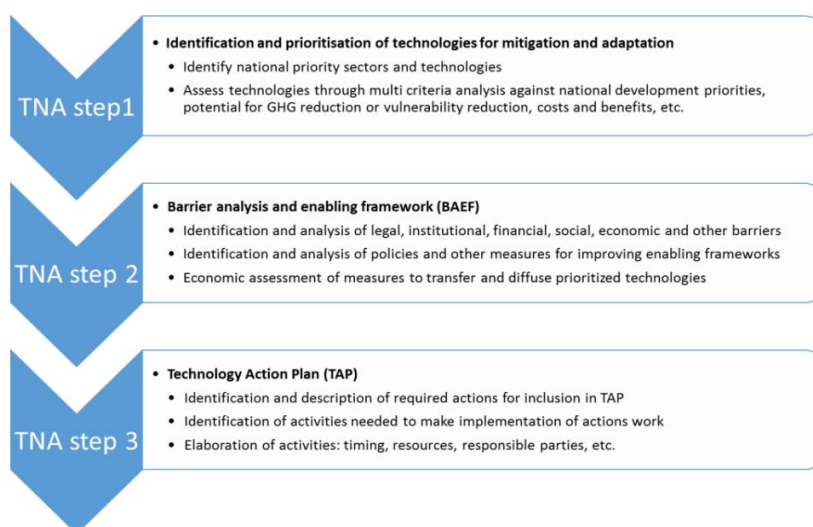 TNA step1
• Identification and prioritisation of technologies for mitigation and adaptation
• Identify national priority sectors and technologies
• Assess technologies through multi criteria analysis against national development priorities,
potential for GHG reduction or vulnerability reduction, costs and benefits, etc.
TNA step 2
• Barrier analysis and enabling framework (BAEF)
• Identification and analysis of legal, institutional, financial, social, economic and other barriers
• Identification and analysis of policies and other measures for improving enabling frameworks
• Economic assessment of measures to transfer and diffuse prioritized technologies
TNA step 3
• Technology Action Plan (TAP)
• Identification and description of required actions for inclusion in TAP
• Identification of activities needed to make implementation of actions work
• Elaboration of activities: timing, resources, responsible parties, etc.